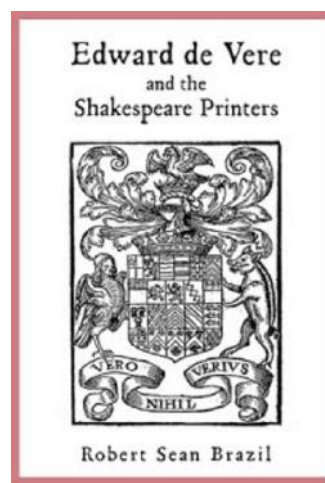 Edward de Vere
and the
Shakespeare Printers
VERO
NIHIL
VERIVS
Robert Sean Brazil